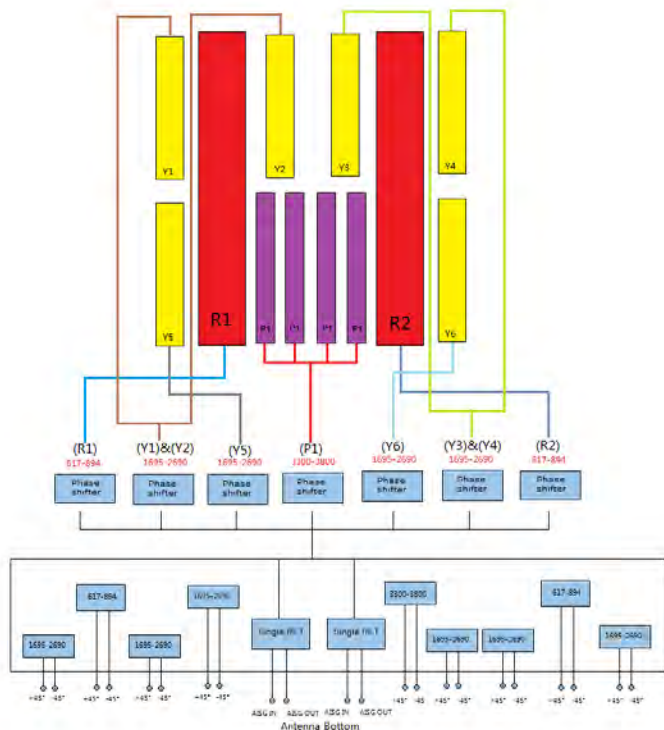 Y1
Y2
Y3
Y4
R1
R2
Y5
P1
P1
P1
P1
Y6
(R1)
617-894
(Y1)&(Y2)
1695-2690
(Y5)
1695-2690
(P1)
3300-3800
(Y6)
1695-2690
(Y3)&(Y4)
1695-2690
(R2)
617-894
Phase shifter
Phase shifter
Phase shifter
Phase shifter
Phase shifter
Phase shifter
Phase shifter
617-894
1695-2690
3300-3800
617-894
1695-2690
1695-2690
Single RET
Single RET
1695-2690
1695-2690
1695-2690
+45° -45°
+45° -45°
+45° -45°
+45° -45°
AISG IN
AISG OUT
AISG IN
AISG OUT
+45 -45
+45° -45°
+45° -45°
+45° -45°
+45° -45°
Antenna Bottom